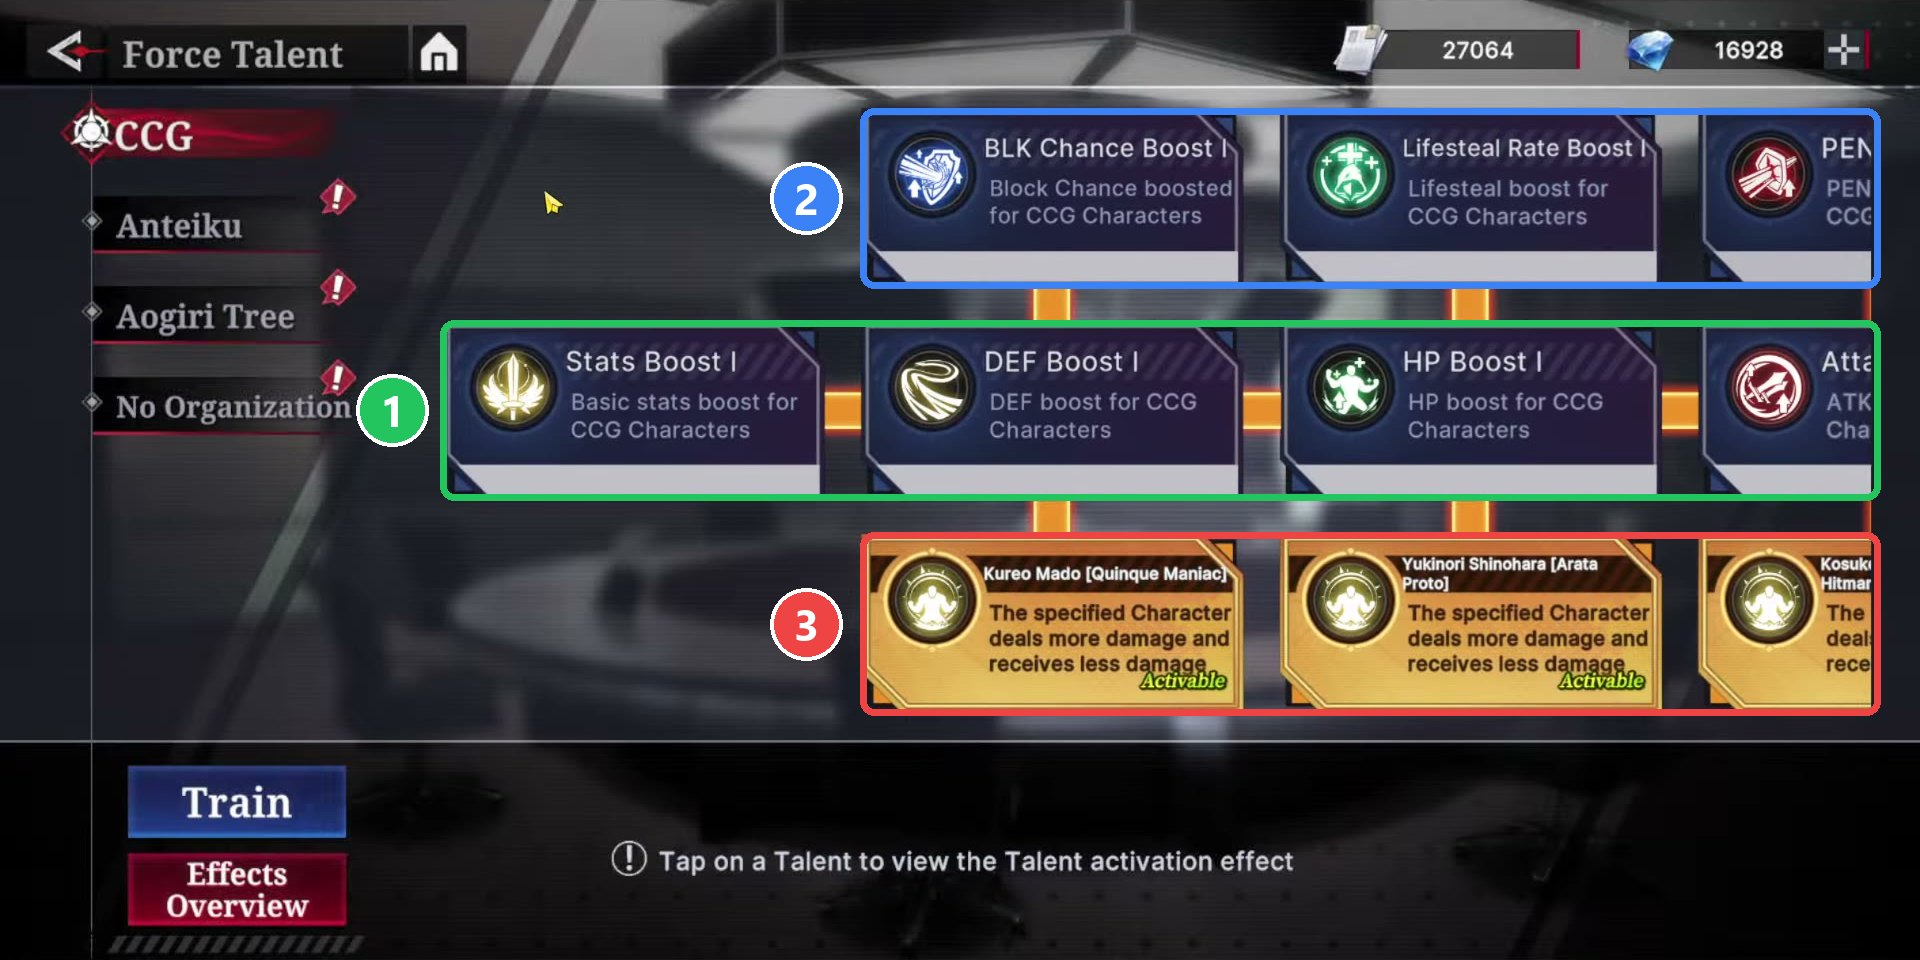 Force Talent
27064
16928
CCG
Anteiku
Aogiri Tree
No Organization
2
BLK Chance Boost I
Block Chance boosted
for CCG Characters
Lifesteal Rate Boost I
Lifesteal boost for
CCG Characters
PEN
PEN
CCG
1
Stats Boost I
Basic stats boost for
CCG Characters
DEF Boost I
DEF boost for CCG
Characters
HP Boost I
HP boost for CCG
Characters
Atta
ATK
Cha
3
Kureo Mado [Quinque Maniac]
The specified Character
deals more damage and
receives less damage
Activable
Yukinori Shinohara [Arata
Proto]
The specified Character
deals more damage and
receives less damage
Activable
Kosuke
Hitman
The
deals
rece
Train
Effects
Overview
Tap on a Talent to view the Talent activation effect